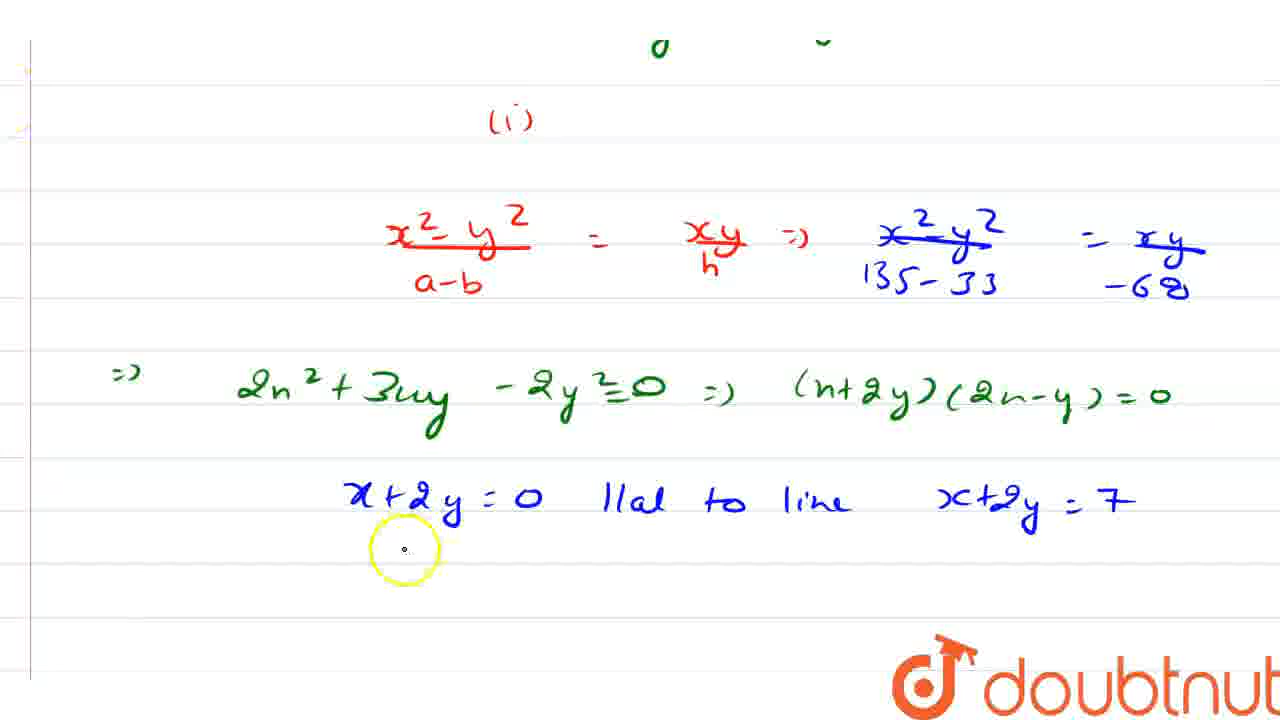 (i)
x² - y² / a-b = xy / h => x² - y² / 135 - 33 = xy / -68
=> 2x² + 3xy - 2y² = 0 => (x+2y)(2x-y) = 0
x+2y = 0 llal to line x+2y = 7
doubtnut